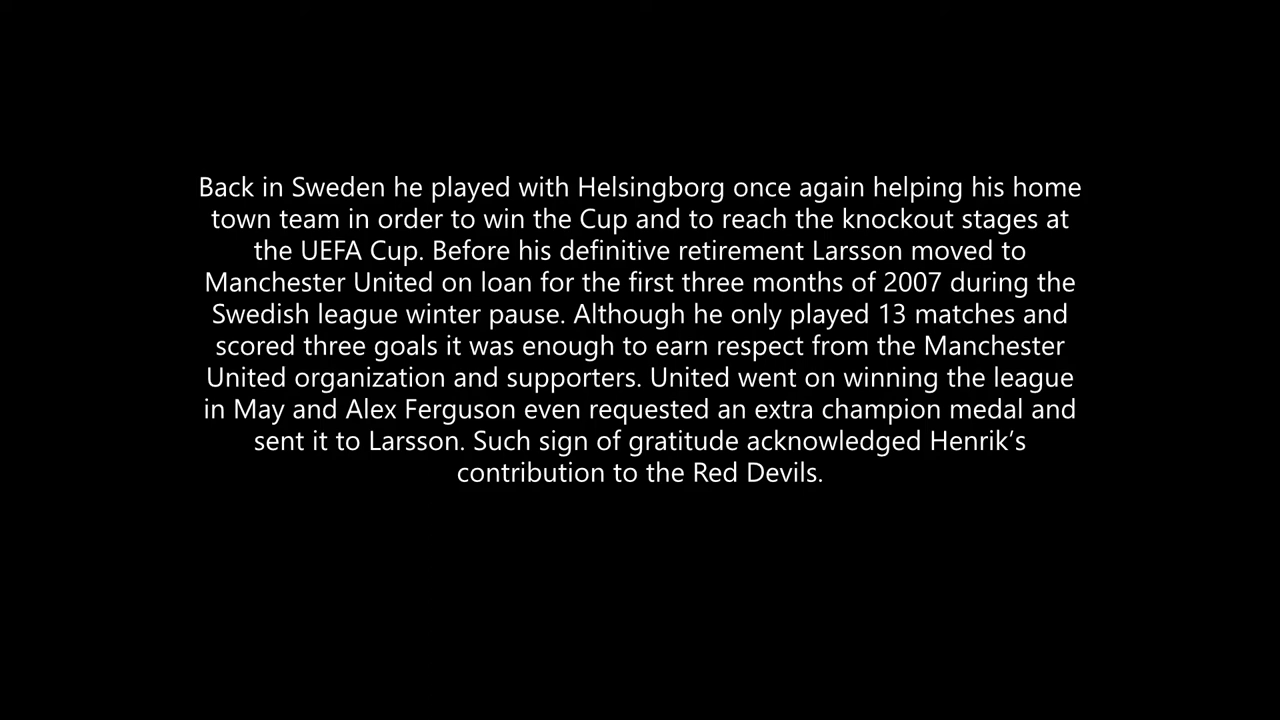 Back in Sweden he played with Helsingborg once again helping his home
town team in order to win the Cup and to reach the knockout stages at
the UEFA Cup. Before his definitive retirement Larsson moved to
Manchester United on loan for the first three months of 2007 during the
Swedish league winter pause. Although he only played 13 matches and
scored three goals it was enough to earn respect from the Manchester
United organization and supporters. United went on winning the league
in May and Alex Ferguson even requested an extra champion medal and
sent it to Larsson. Such sign of gratitude acknowledged Henrik’s
contribution to the Red Devils.